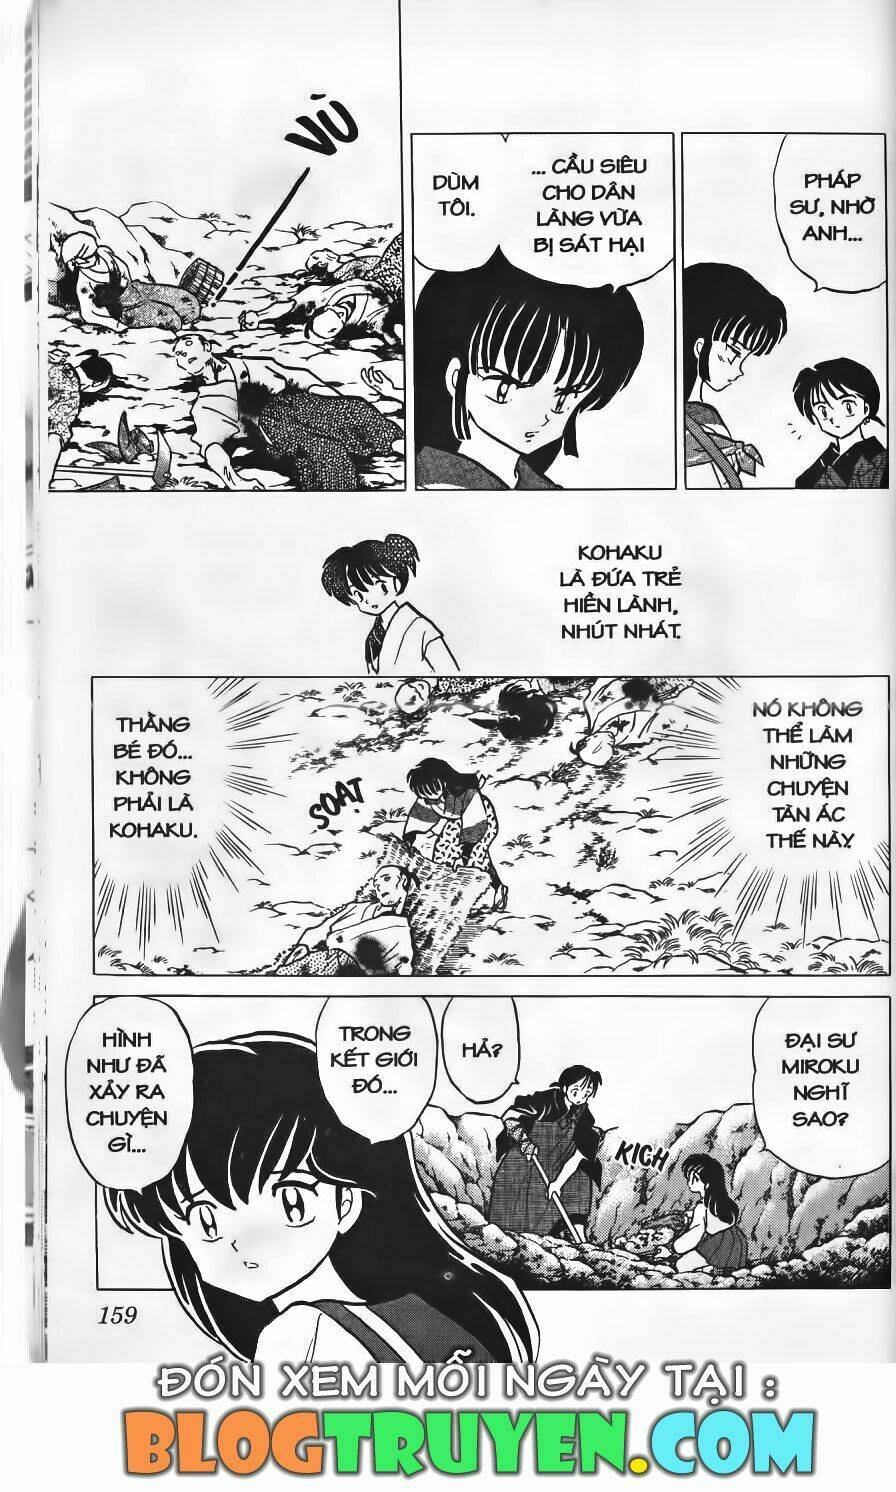 PHÁP
SƯ, NHỜ
ANH...
... CẦU SIÊU
CHO DÂN
LÀNG VỪA
BỊ SÁT HẠI
DÙM
TÔI.
VÙ
KOHAKU
LÀ ĐỨA TRẺ
HIỀN LÀNH,
NHÚT NHÁT.
NÓ KHÔNG
THỂ LÀM
NHỮNG
CHUYỆN
TÀN ÁC
THẾ NÀY.
SOẠT
THẰNG
BÉ ĐÓ...
KHÔNG
PHẢI LÀ
KOHAKU.
ĐẠI SƯ
MIROKU
NGHĨ
SAO?
KỊCH
HẢ?
TRONG
KẾT GIỚI
ĐÓ...
HÌNH
NHƯ ĐÃ
XẢY RA
CHUYỆN
GÌ...
159
ĐÓN XEM MỖI NGÀY TẠI :
BLOGTRUYEN.COM